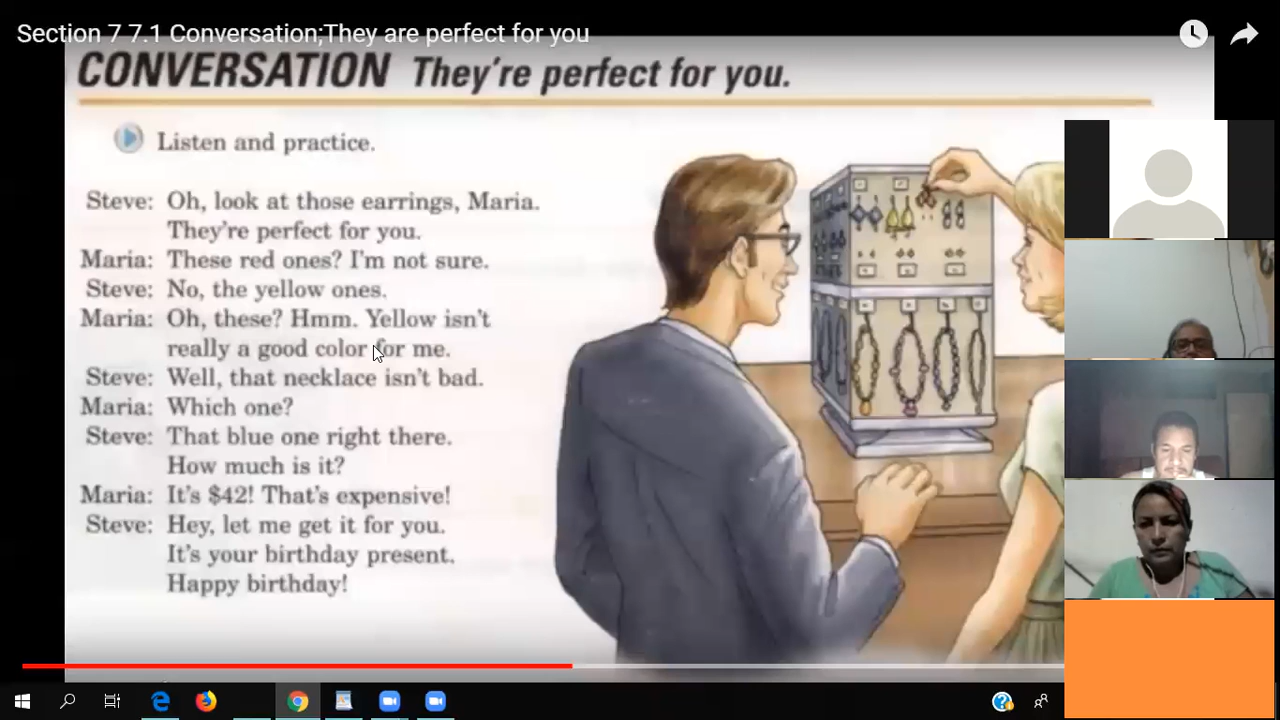 Section 7 7.1 Conversation;They are perfect for you
CONVERSATION They're perfect for you.
Listen and practice.
Steve: Oh, look at those earrings, Maria.
They're perfect for you.
Maria: These red ones? I'm not sure.
Steve: No, the yellow ones.
Maria: Oh, these? Hmm. Yellow isn't
really a good color for me.
Steve: Well, that necklace isn't bad.
Maria: Which one?
Steve: That blue one right there.
How much is it?
Maria: It's $42! That's expensive!
Steve: Hey, let me get it for you.
It's your birthday present.
Happy birthday!